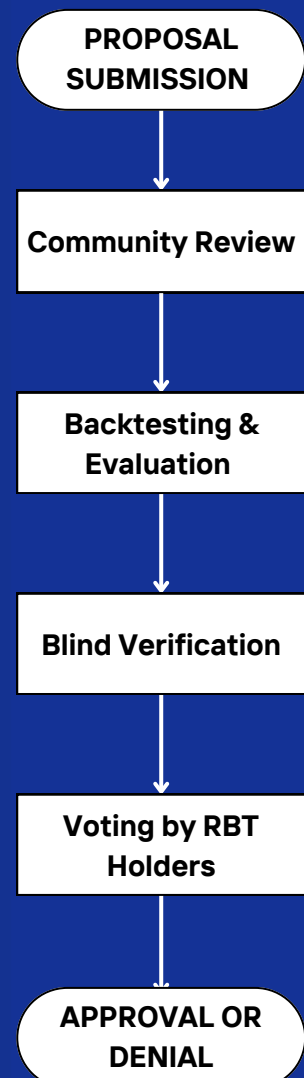 PROPOSAL
SUBMISSION
Community Review
Backtesting &
Evaluation
Blind Verification
Voting by RBT
Holders
APPROVAL OR
DENIAL